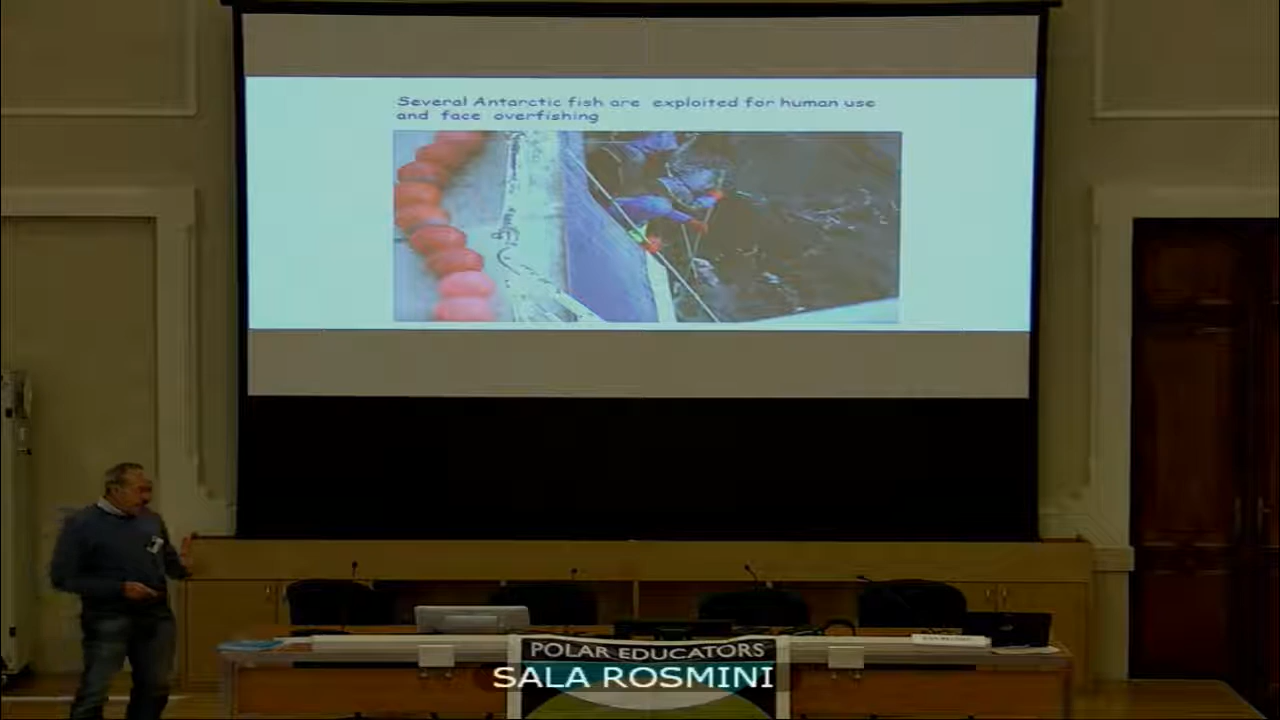 Several Antarctic fish are exploited for human use
and face overfishing
POLAR EDUCATORS
SALA ROSMINI